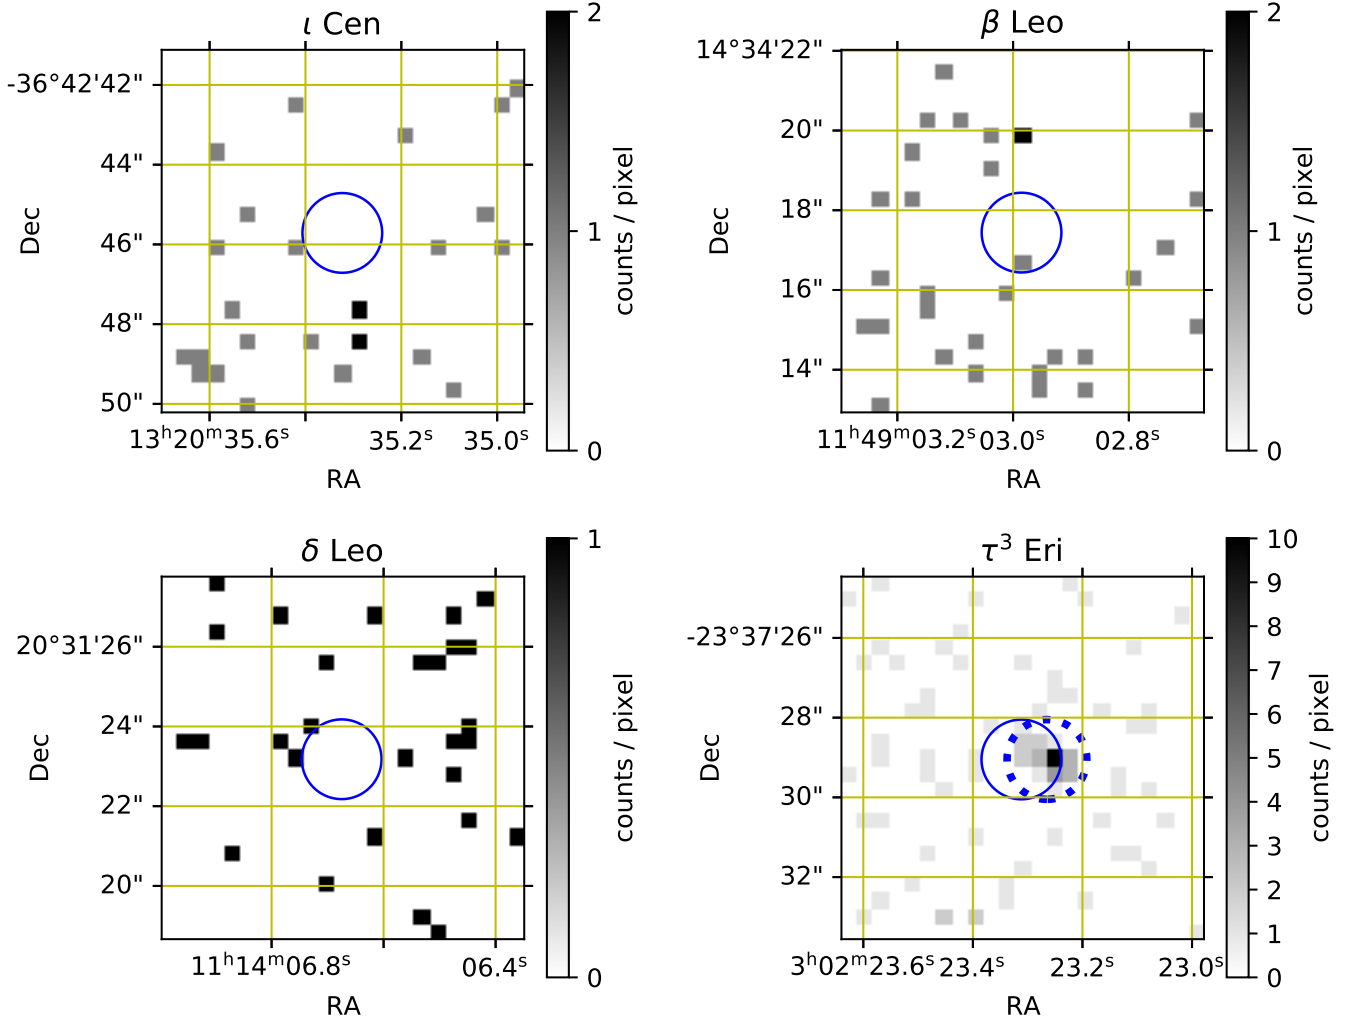 ι Cen
-36°42'42"
44"
46"
48"
50"
Dec
13ʰ20ᵐ35.6ˢ
35.2ˢ
35.0ˢ
RA
2
1
0
counts / pixel
β Leo
14°34'22"
20"
18"
16"
14"
Dec
11ʰ49ᵐ03.2ˢ
03.0ˢ
02.8ˢ
RA
2
1
0
counts / pixel
δ Leo
20°31'26"
24"
22"
20"
Dec
11ʰ14ᵐ06.8ˢ
06.4ˢ
RA
1
0
counts / pixel
τ³ Eri
-23°37'26"
28"
30"
32"
Dec
3ʰ02ᵐ23.6ˢ
23.4ˢ
23.2ˢ
23.0ˢ
RA
10
9
8
7
6
5
4
3
2
1
0
counts / pixel